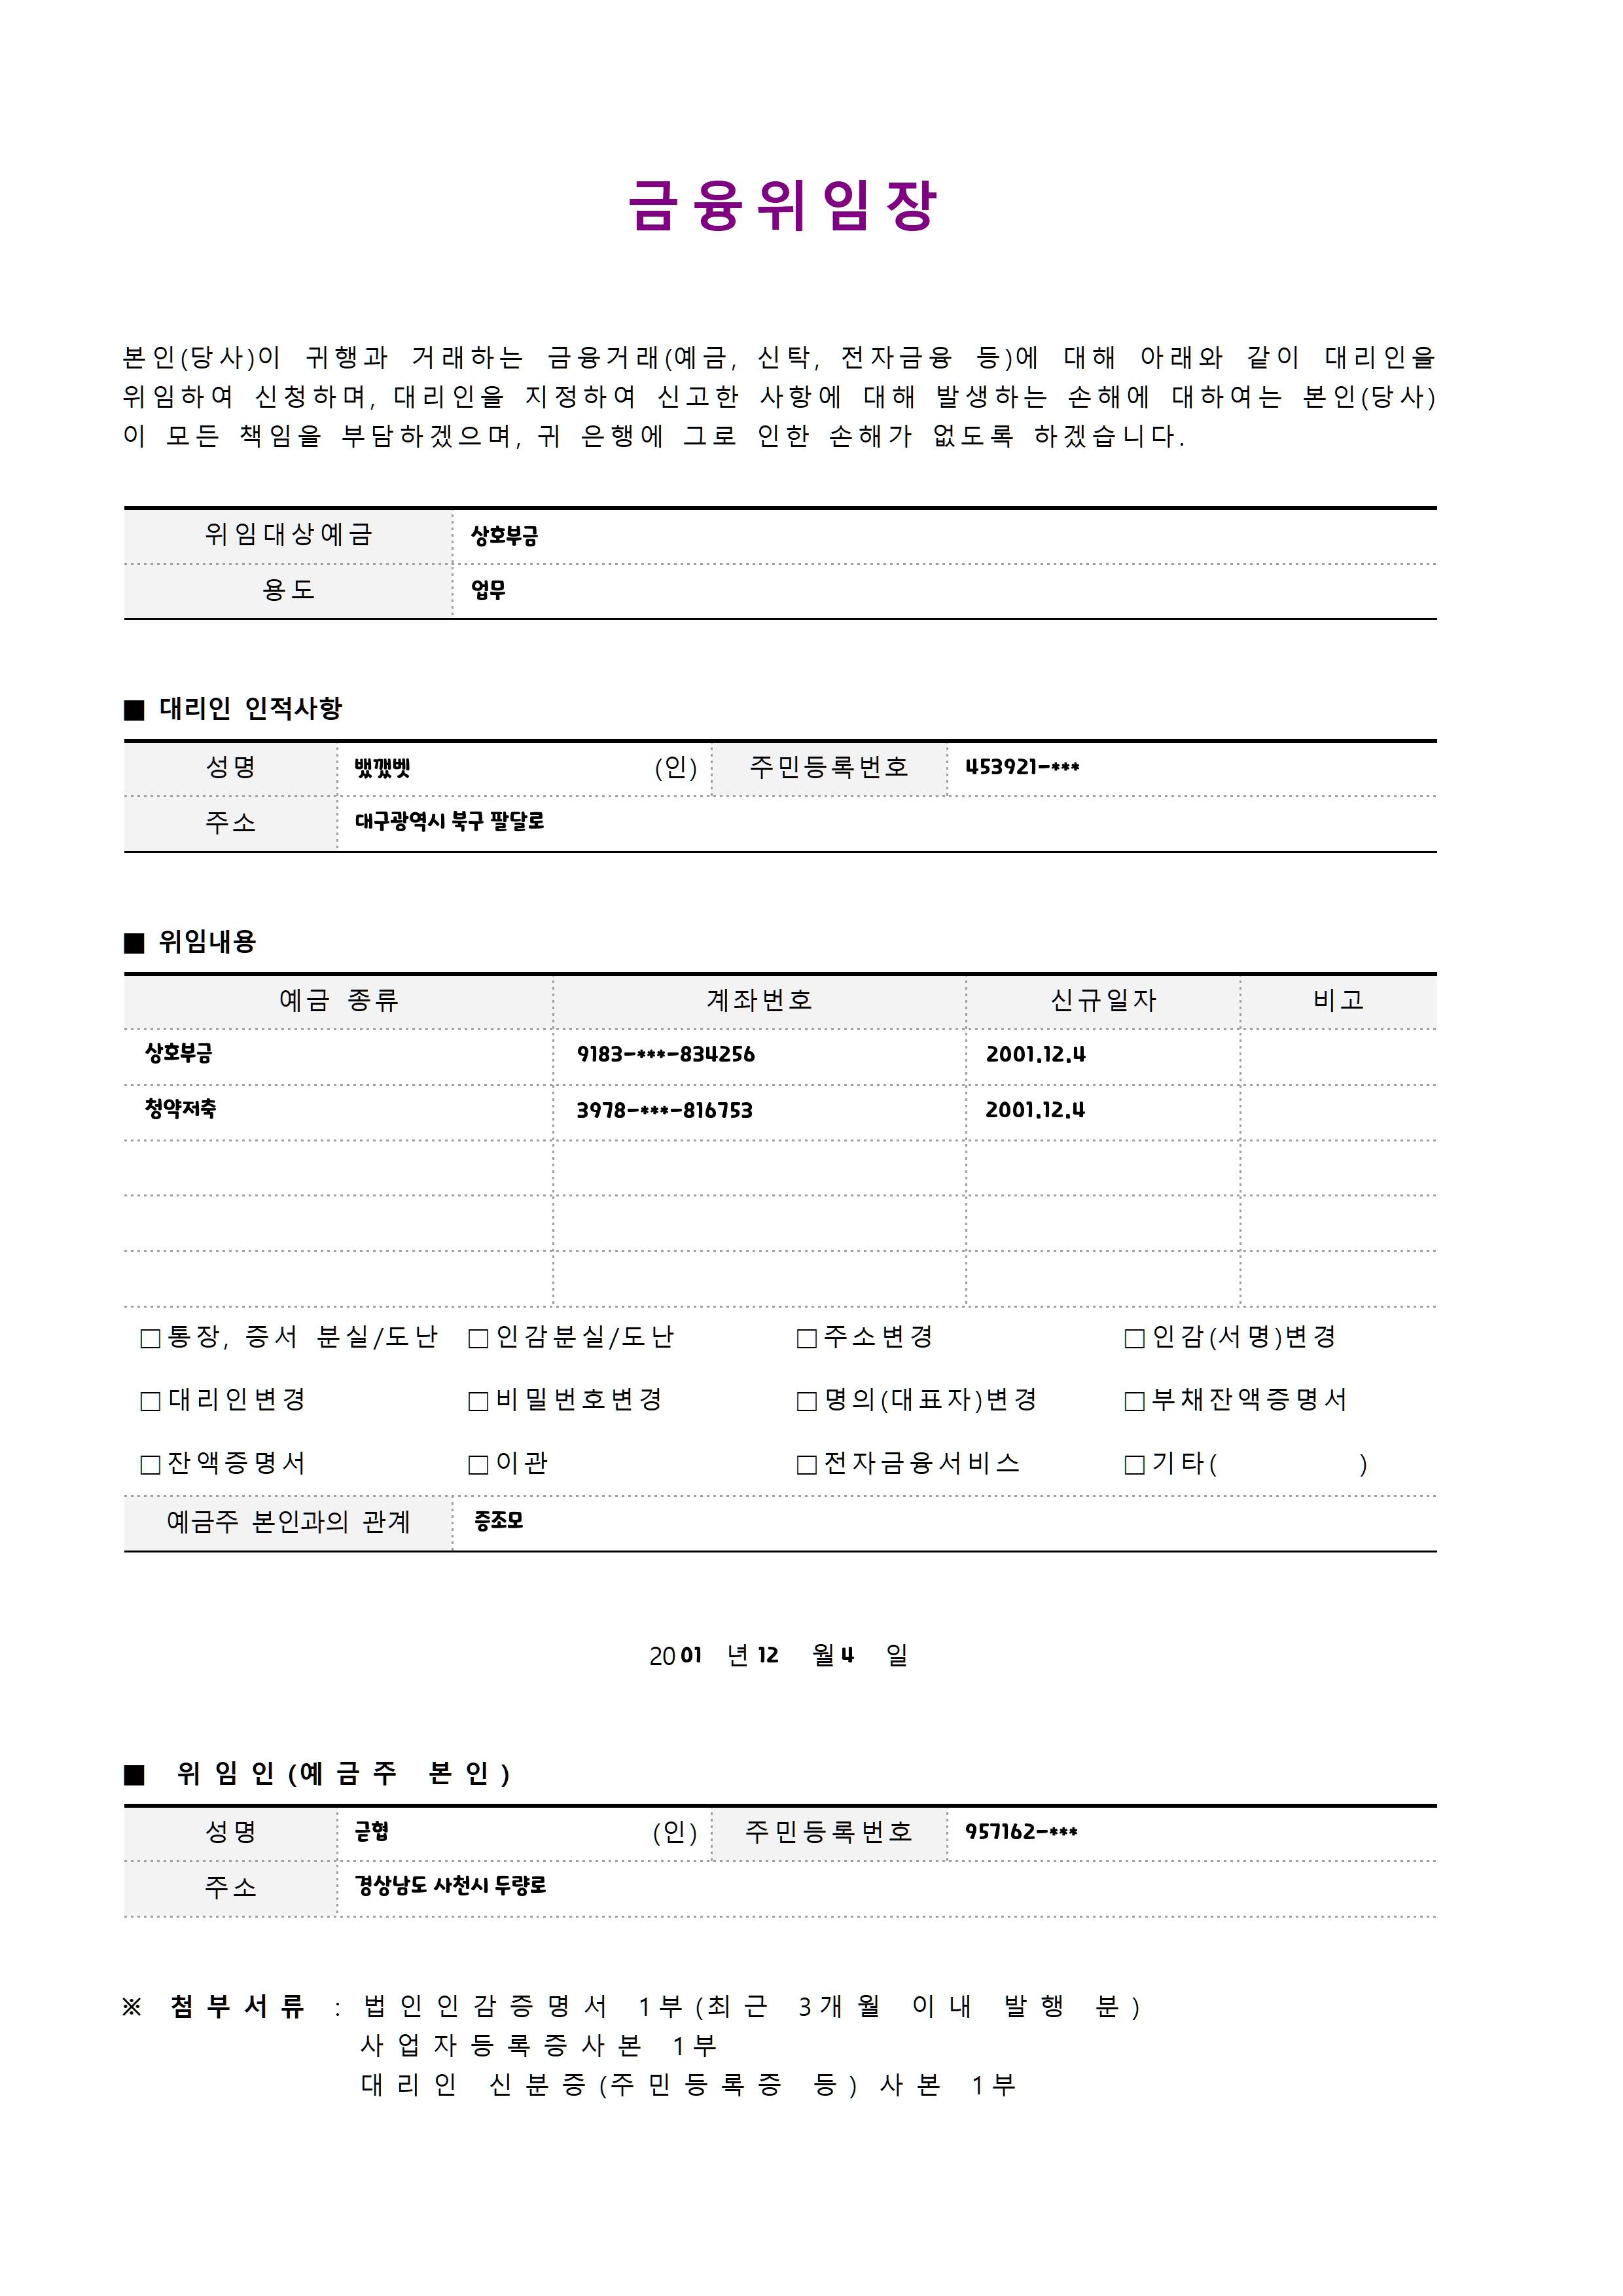 금융위임장
본인(당사)이 귀행과 거래하는 금융거래(예금, 신탁, 전자금융 등)에 대해 아래와 같이 대리인을
위임하여 신청하며, 대리인을 지정하여 신고한 사항에 대해 발생하는 손해에 대하여는 본인(당사)
이 모든 책임을 부담하겠으며, 귀 은행에 그로 인한 손해가 없도록 하겠습니다.
위임대상예금 상호부금
용도 업무
■ 대리인 인적사항
성명 뱄깼벳 (인) 주민등록번호 453921-***
주소 대구광역시 북구 팔달로
■ 위임내용
예금 종류 계좌번호 신규일자 비고
상호부금 9183-***-834256 2001.12.4
청약저축 3978-***-816753 2001.12.4
□통장, 증서 분실/도난 □인감분실/도난 □주소변경 □인감(서명)변경
□대리인변경 □비밀번호변경 □명의(대표자)변경 □부채잔액증명서
□잔액증명서 □이관 □전자금융서비스 □기타( )
예금주 본인과의 관계 증조모
2001 년 12 월 4 일
■ 위임인(예금주 본인)
성명 귿협 (인) 주민등록번호 957162-***
주소 경상남도 사천시 두량로
※ 첨부서류 : 법인인감증명서 1부(최근 3개월 이내 발행 분)
사업자등록증사본 1부
대리인 신분증(주민등록증 등) 사본 1부